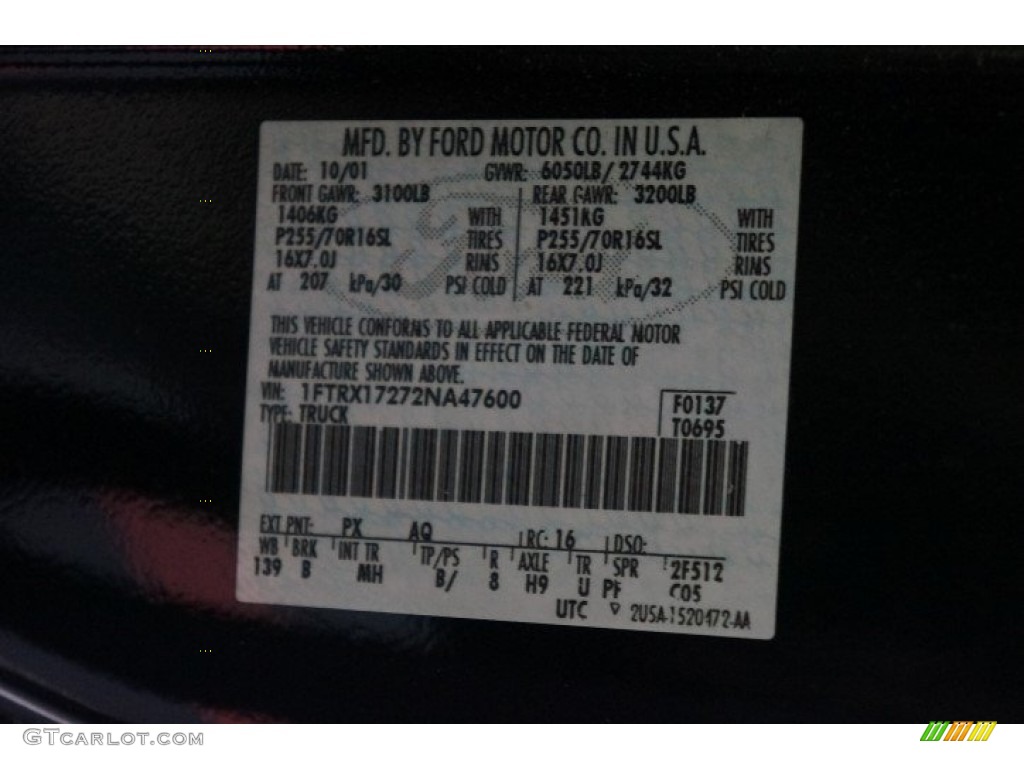 MFD. BY FORD MOTOR CO. IN U.S.A.
DATE: 10/01 GVWR: 6050LB/ 2744KG
FRONT GAWR: 3100LB REAR GAWR: 3200LB
1406KG WITH 1451KG WITH
P255/70R16SL TIRES P255/70R16SL TIRES
16X7.0J RIMS 16X7.0J RIMS
AT 207 kPa/30 PSI COLD AT 221 kPa/32 PSI COLD
THIS VEHICLE CONFORMS TO ALL APPLICABLE FEDERAL MOTOR
VEHICLE SAFETY STANDARDS IN EFFECT ON THE DATE OF
MANUFACTURE SHOWN ABOVE.
VIN: 1FTRX17272NA47600 F0137
TYPE: TRUCK T0695
EXT PNT: PX AQ RC: 16 DSO:
WB BRK INT TR TP/PS R AXLE TR SPR 2F512
139 B MH B/ 8 H9 U PF C05
UTC 2U5A-1520472-AA
GTCARLOT.COM